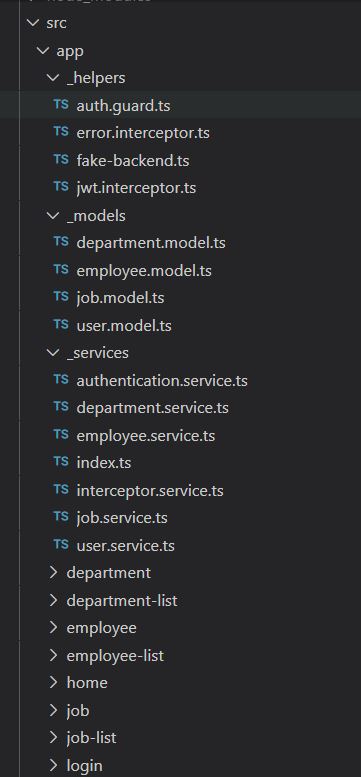 src
app
_helpers
TS auth.guard.ts
TS error.interceptor.ts
TS fake-backend.ts
TS jwt.interceptor.ts
_models
TS department.model.ts
TS employee.model.ts
TS job.model.ts
TS user.model.ts
_services
TS authentication.service.ts
TS department.service.ts
TS employee.service.ts
TS index.ts
TS interceptor.service.ts
TS job.service.ts
TS user.service.ts
department
department-list
employee
employee-list
home
job
job-list
login